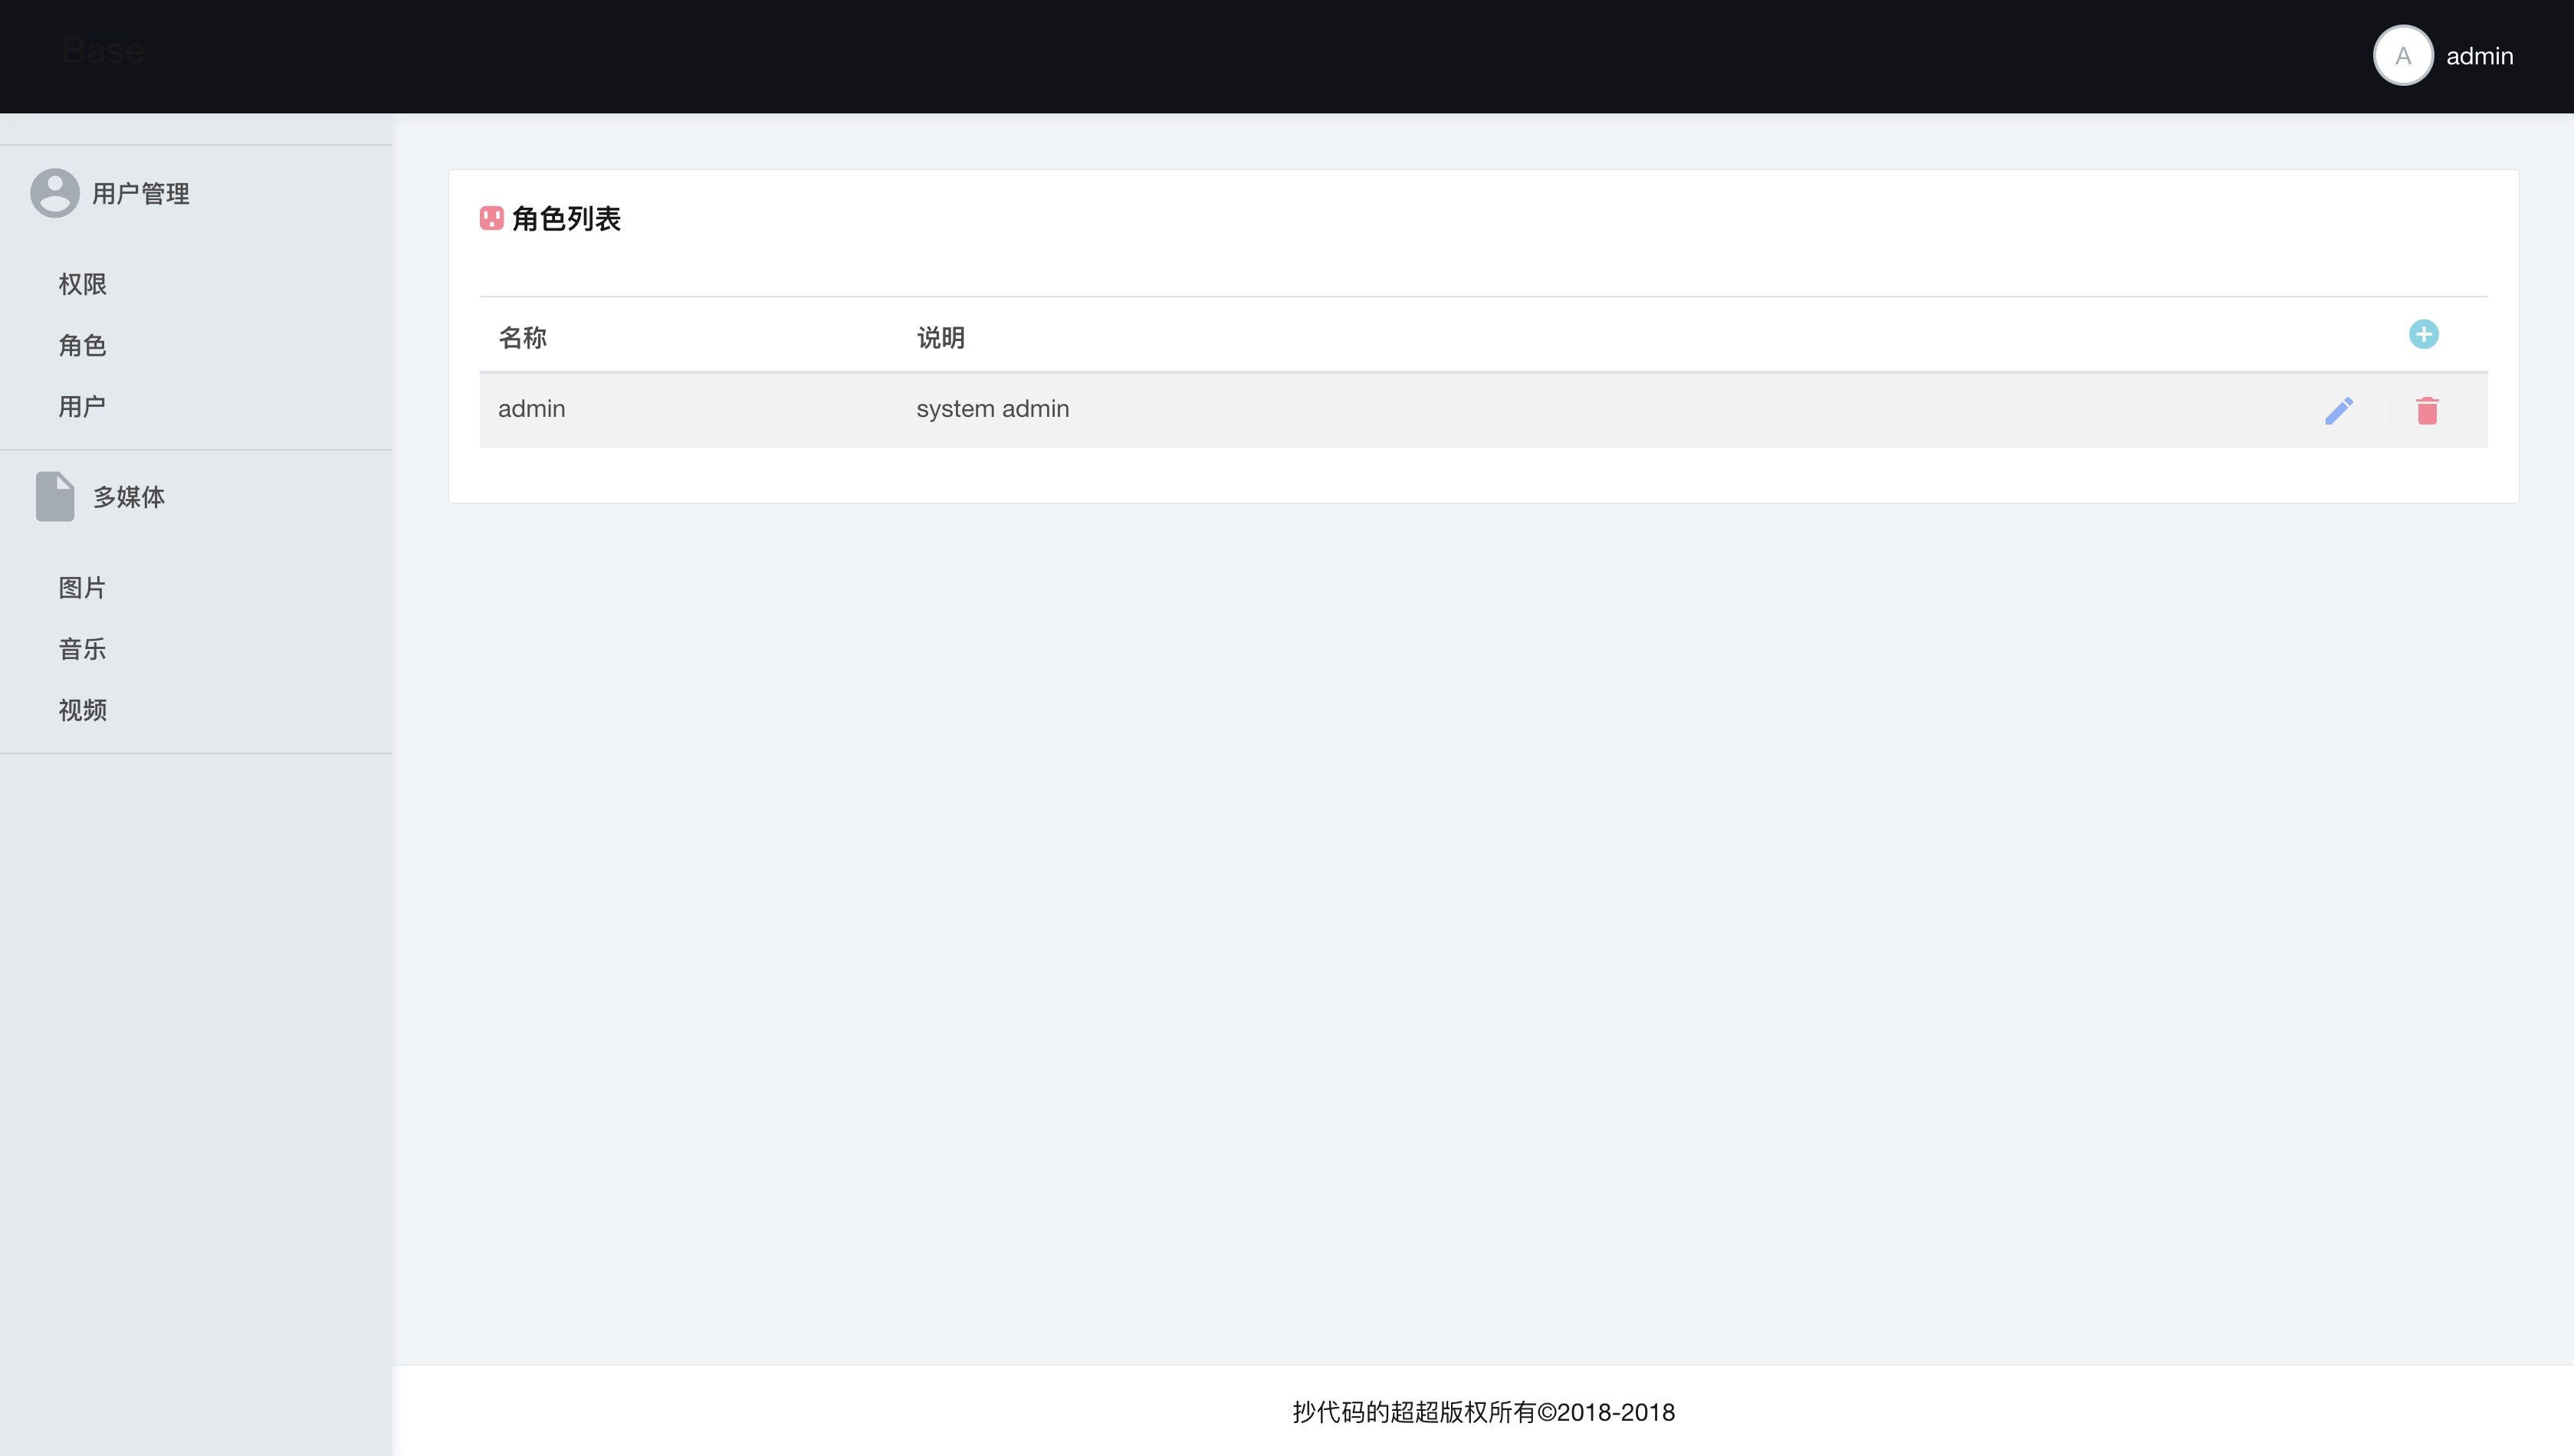 Base
A admin
用户管理
权限
角色
用户
多媒体
图片
音乐
视频
角色列表
名称 说明
admin system admin
抄代码的超超版权所有©2018-2018